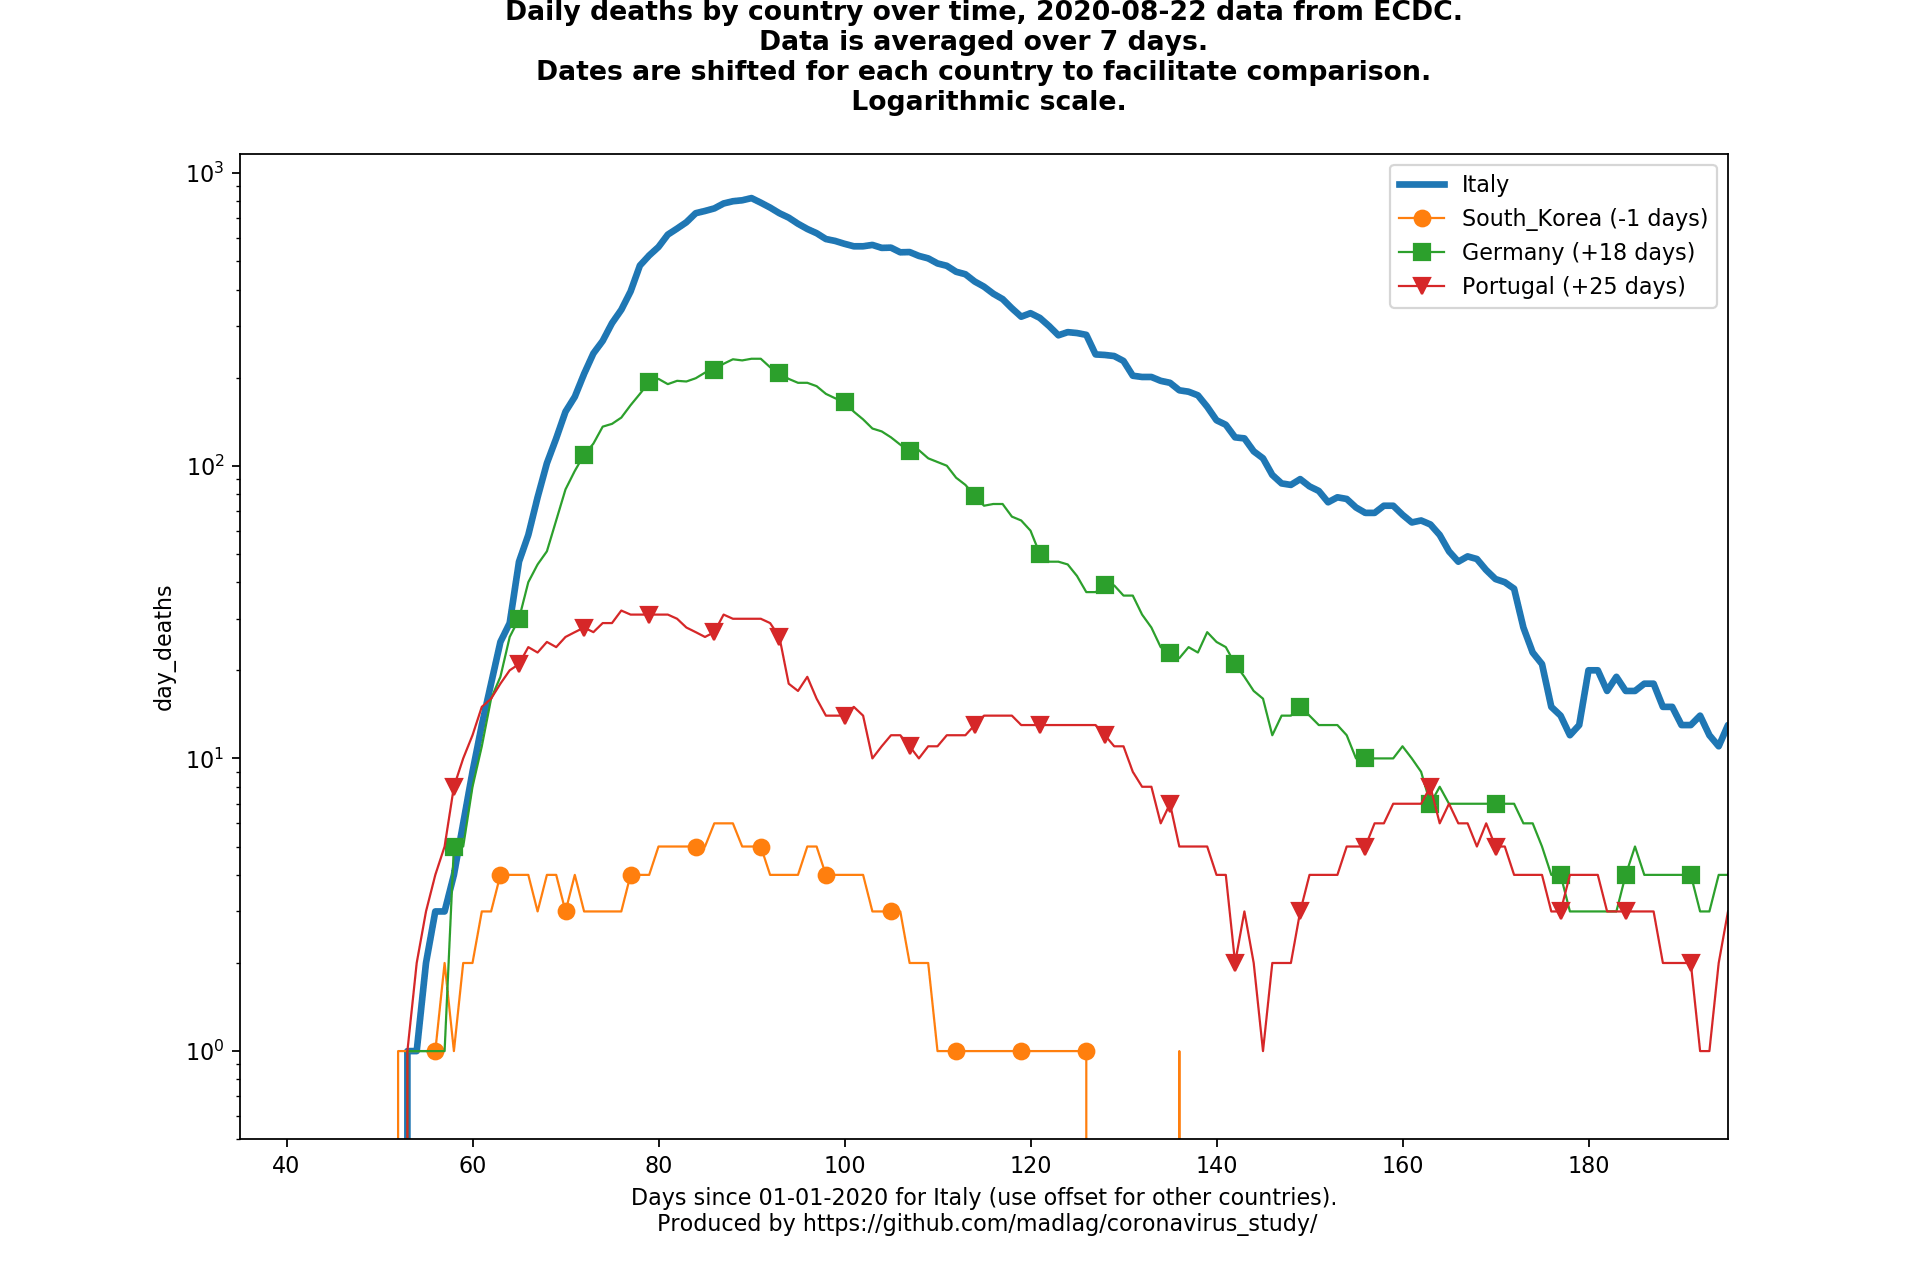 Daily deaths by country over time, 2020-08-22 data from ECDC.
Data is averaged over 7 days.
Dates are shifted for each country to facilitate comparison.
Logarithmic scale.
10³
10²
10¹
10⁰
day_deaths
Italy
South_Korea (-1 days)
Germany (+18 days)
Portugal (+25 days)
40 60 80 100 120 140 160 180
Days since 01-01-2020 for Italy (use offset for other countries).
Produced by https://github.com/madlag/coronavirus_study/